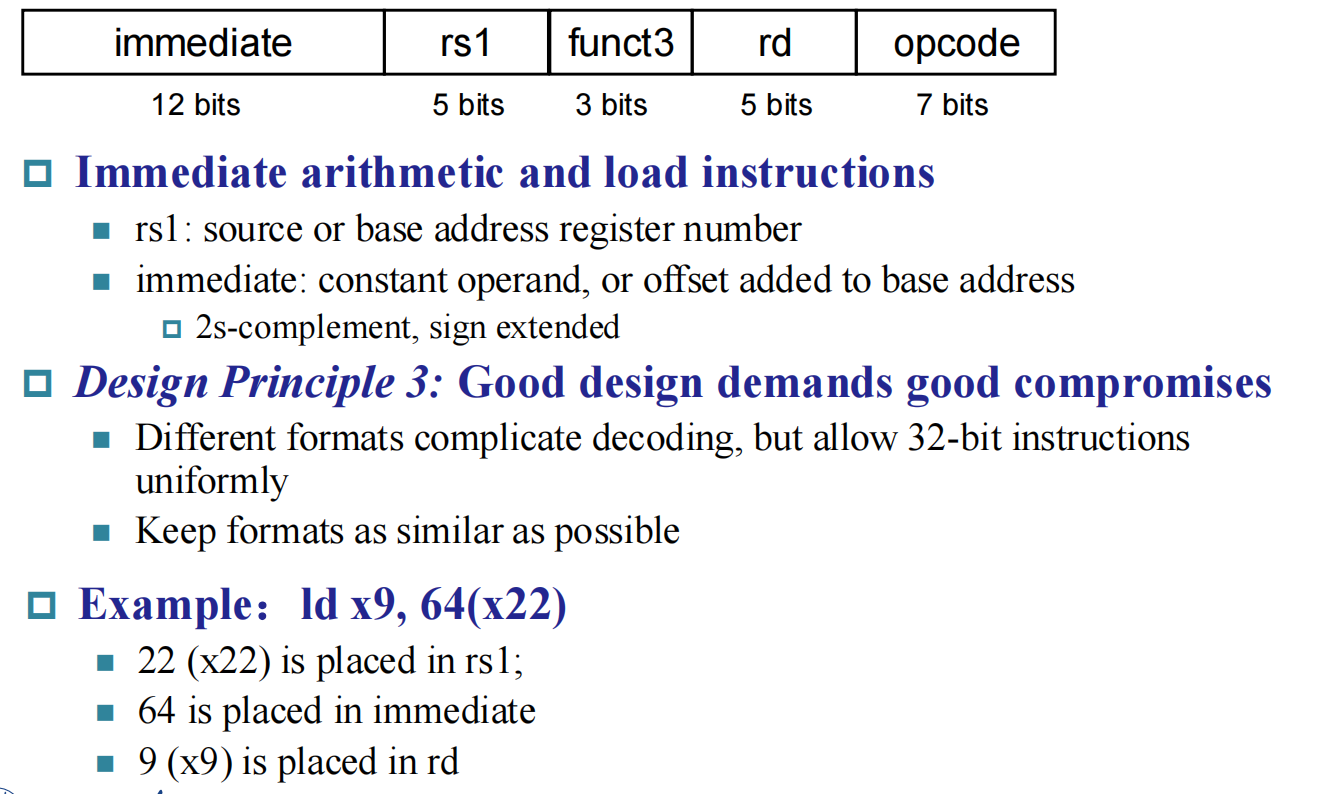 immediate rs1 funct3 rd opcode
12 bits 5 bits 3 bits 5 bits 7 bits
Immediate arithmetic and load instructions
rs1: source or base address register number
immediate: constant operand, or offset added to base address
2s-complement, sign extended
Design Principle 3: Good design demands good compromises
Different formats complicate decoding, but allow 32-bit instructions
uniformly
Keep formats as similar as possible
Example： ld x9, 64(x22)
22 (x22) is placed in rs1;
64 is placed in immediate
9 (x9) is placed in rd